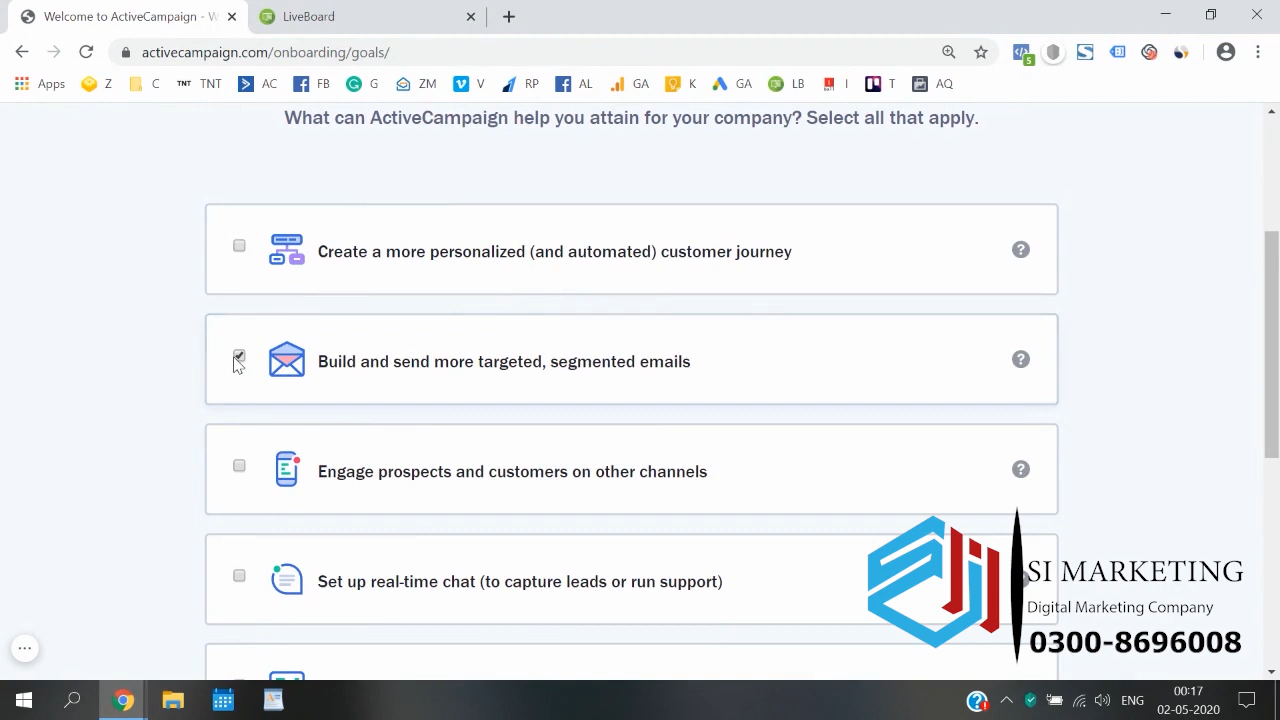 Welcome to ActiveCampaign - W
LiveBoard
activecampaign.com/onboarding/goals/
5
Apps Z C TNT TNT AC FB G ZM V RP AL GA K GA LB I T AQ
What can ActiveCampaign help you attain for your company? Select all that apply.
Create a more personalized (and automated) customer journey
?
Build and send more targeted, segmented emails
?
Engage prospects and customers on other channels
?
Set up real-time chat (to capture leads or run support)
SI MARKETING
Digital Marketing Company
0300-8696008
ENG
00:17
02-05-2020